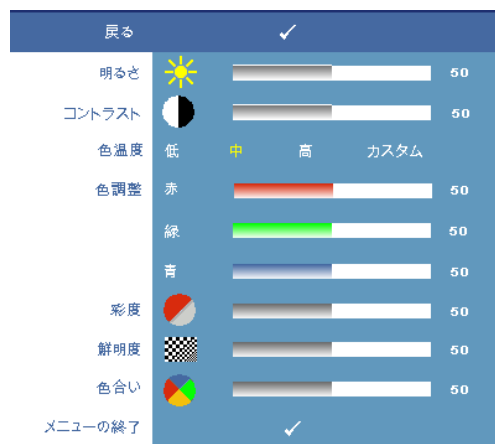 戻る
明るさ 50
コントラスト 50
色温度 低 中 高 カスタム
色調整 赤 50
緑 50
青 50
彩度 50
鮮明度 50
色合い 50
メニューの終了